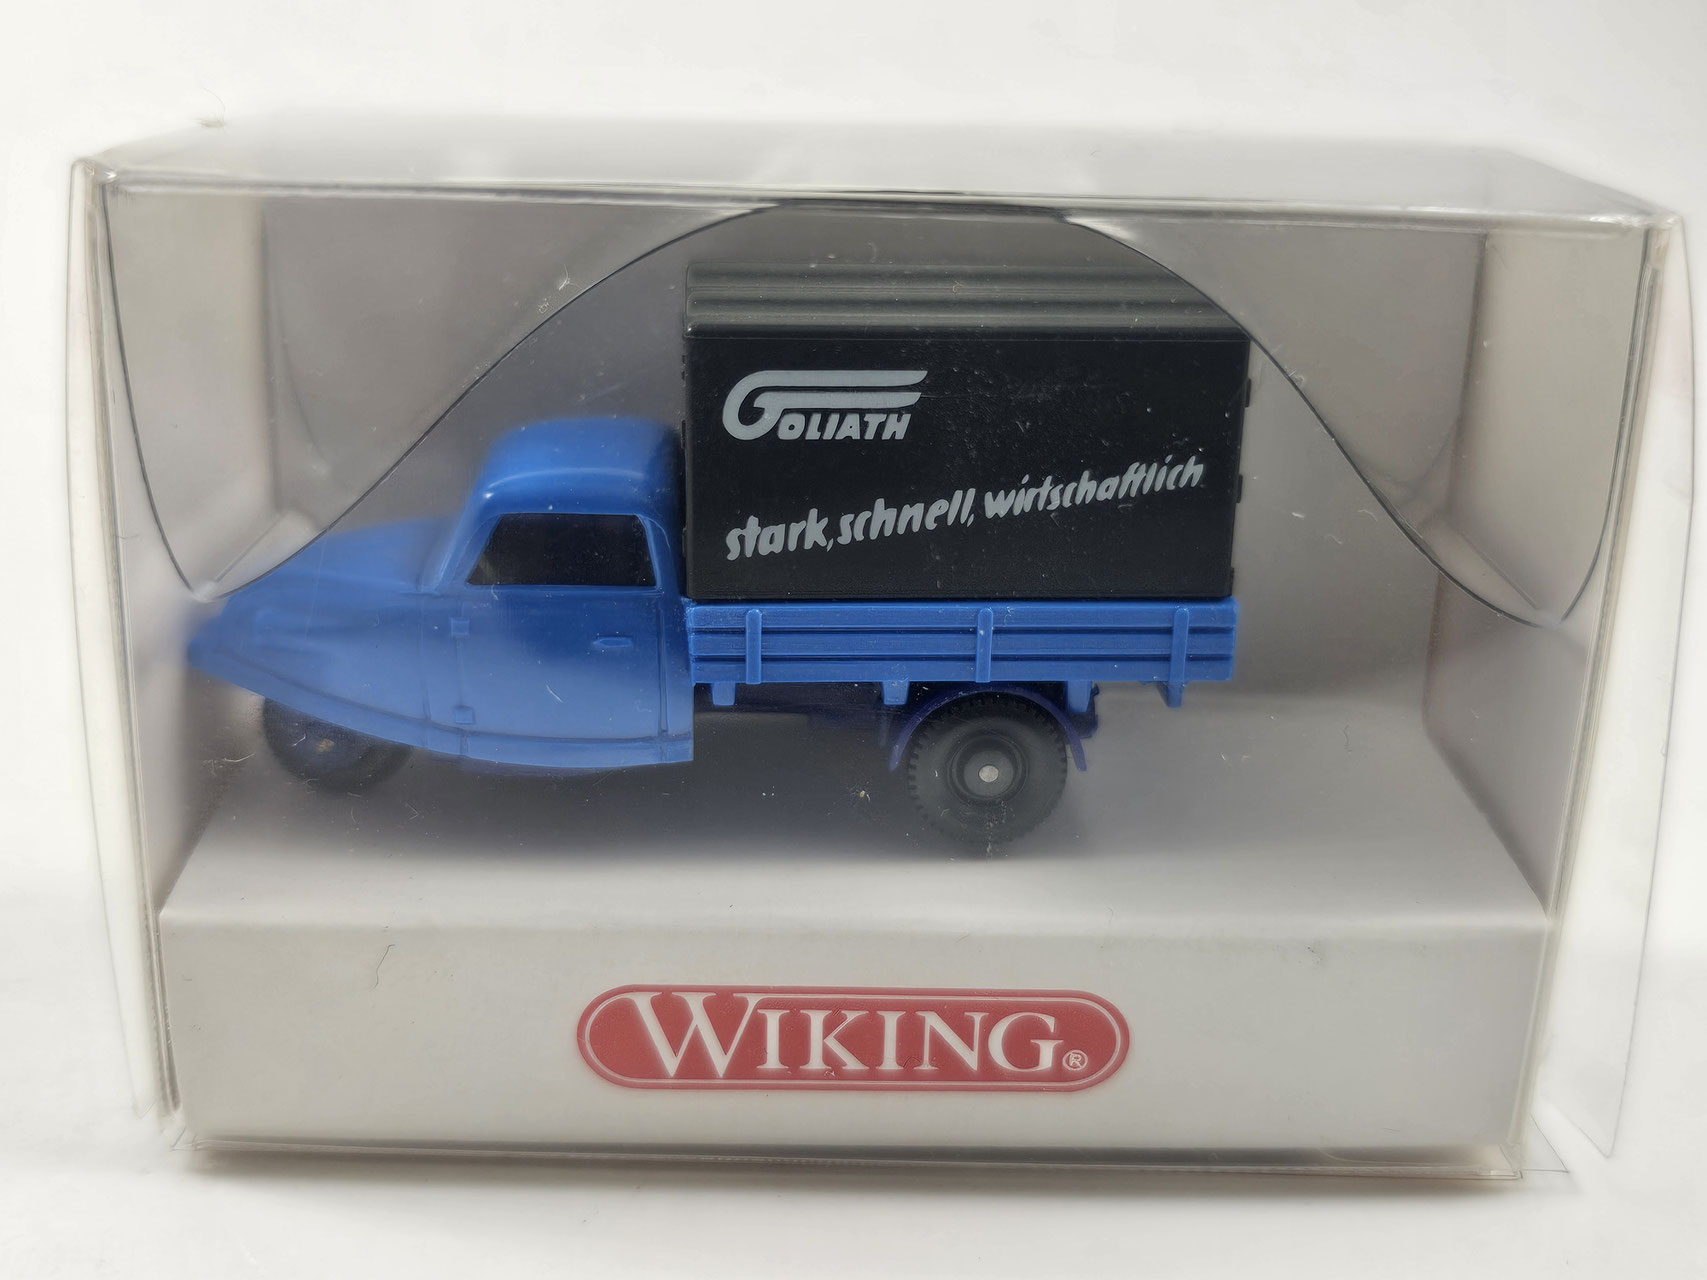 GOLIATH
stark, schnell, wirtschaftlich
WIKING®